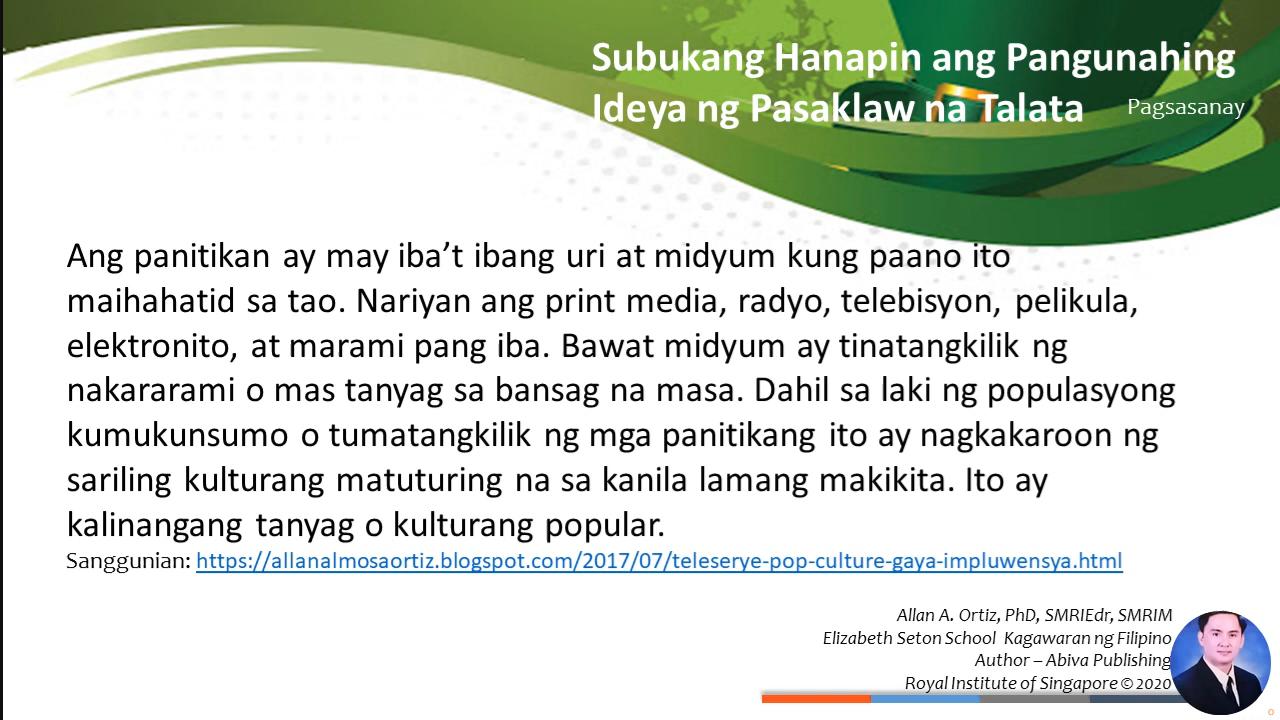 Subukang Hanapin ang Pangunahing
Ideya ng Pasaklaw na Talata
Pagsasanay
Ang panitikan ay may iba’t ibang uri at midyum kung paano ito
maihahatid sa tao. Nariyan ang print media, radyo, telebisyon, pelikula,
elektronito, at marami pang iba. Bawat midyum ay tinatangkilik ng
nakararami o mas tanyag sa bansag na masa. Dahil sa laki ng populasyong
kumukunsumo o tumatangkilik ng mga panitikang ito ay nagkakaroon ng
sariling kulturang matuturing na sa kanila lamang makikita. Ito ay
kalinangang tanyag o kulturang popular.
Sanggunian: https://allanalmosaortiz.blogspot.com/2017/07/teleserye-pop-culture-gaya-impluwensya.html
Allan A. Ortiz, PhD, SMRIEdr, SMRIM
Elizabeth Seton School Kagawaran ng Filipino
Author – Abiva Publishing
Royal Institute of Singapore © 2020
0